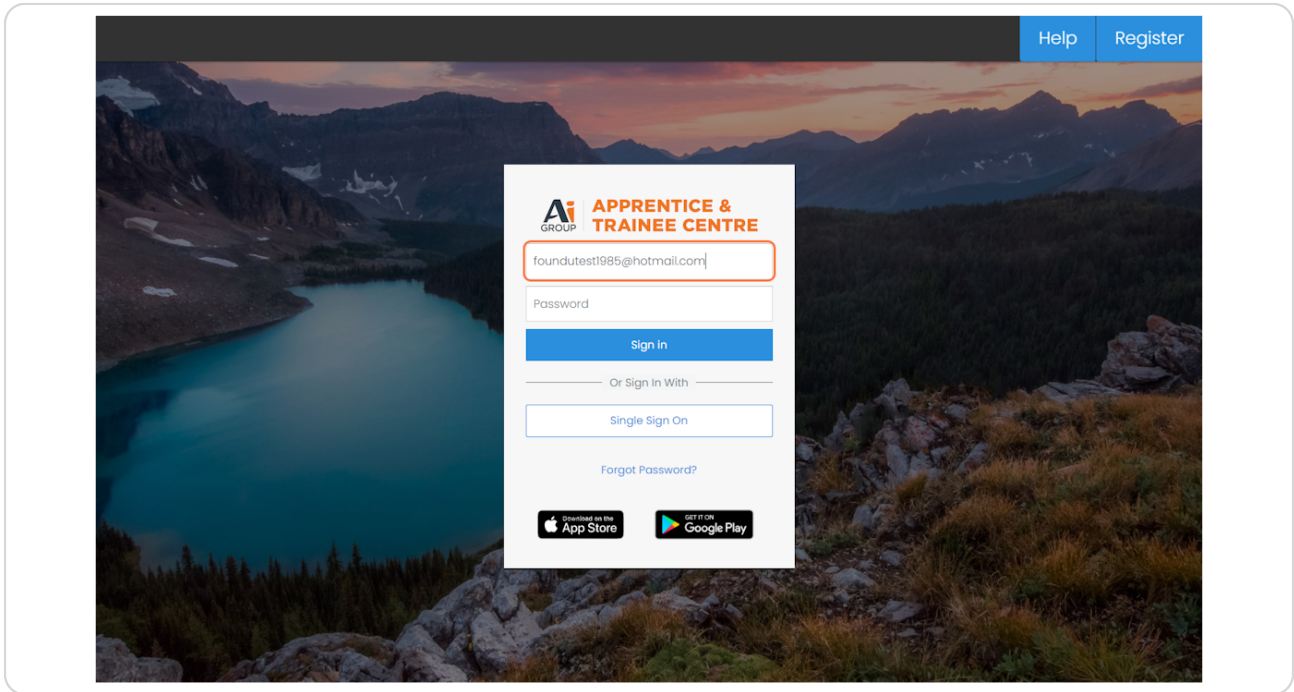 Help Register
Ai GROUP
APPRENTICE &
TRAINEE CENTRE
foundutest1985@hotmail.com
Password
Sign in
Or Sign In With
Single Sign On
Forgot Password?
Download on the
App Store
GET IT ON
Google Play